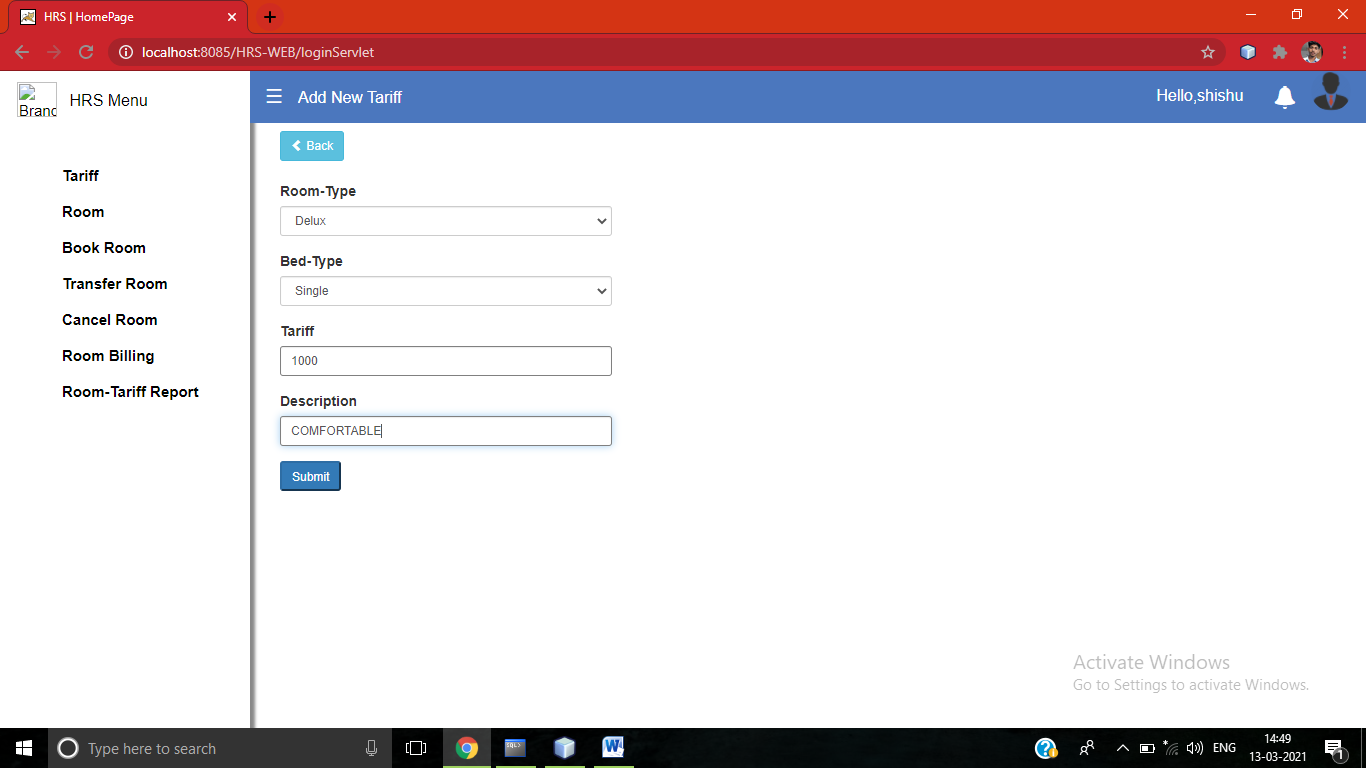 HRS | HomePage
localhost:8085/HRS-WEB/loginServlet
Brand
HRS Menu
☰ Add New Tariff
Hello,shishu
Tariff
Room
Book Room
Transfer Room
Cancel Room
Room Billing
Room-Tariff Report
Back
Room-Type
Delux
Bed-Type
Single
Tariff
1000
Description
COMFORTABLE
Submit
Activate Windows
Go to Settings to activate Windows.
Type here to search
SQL>
W
ENG
14:49
13-03-2021
1